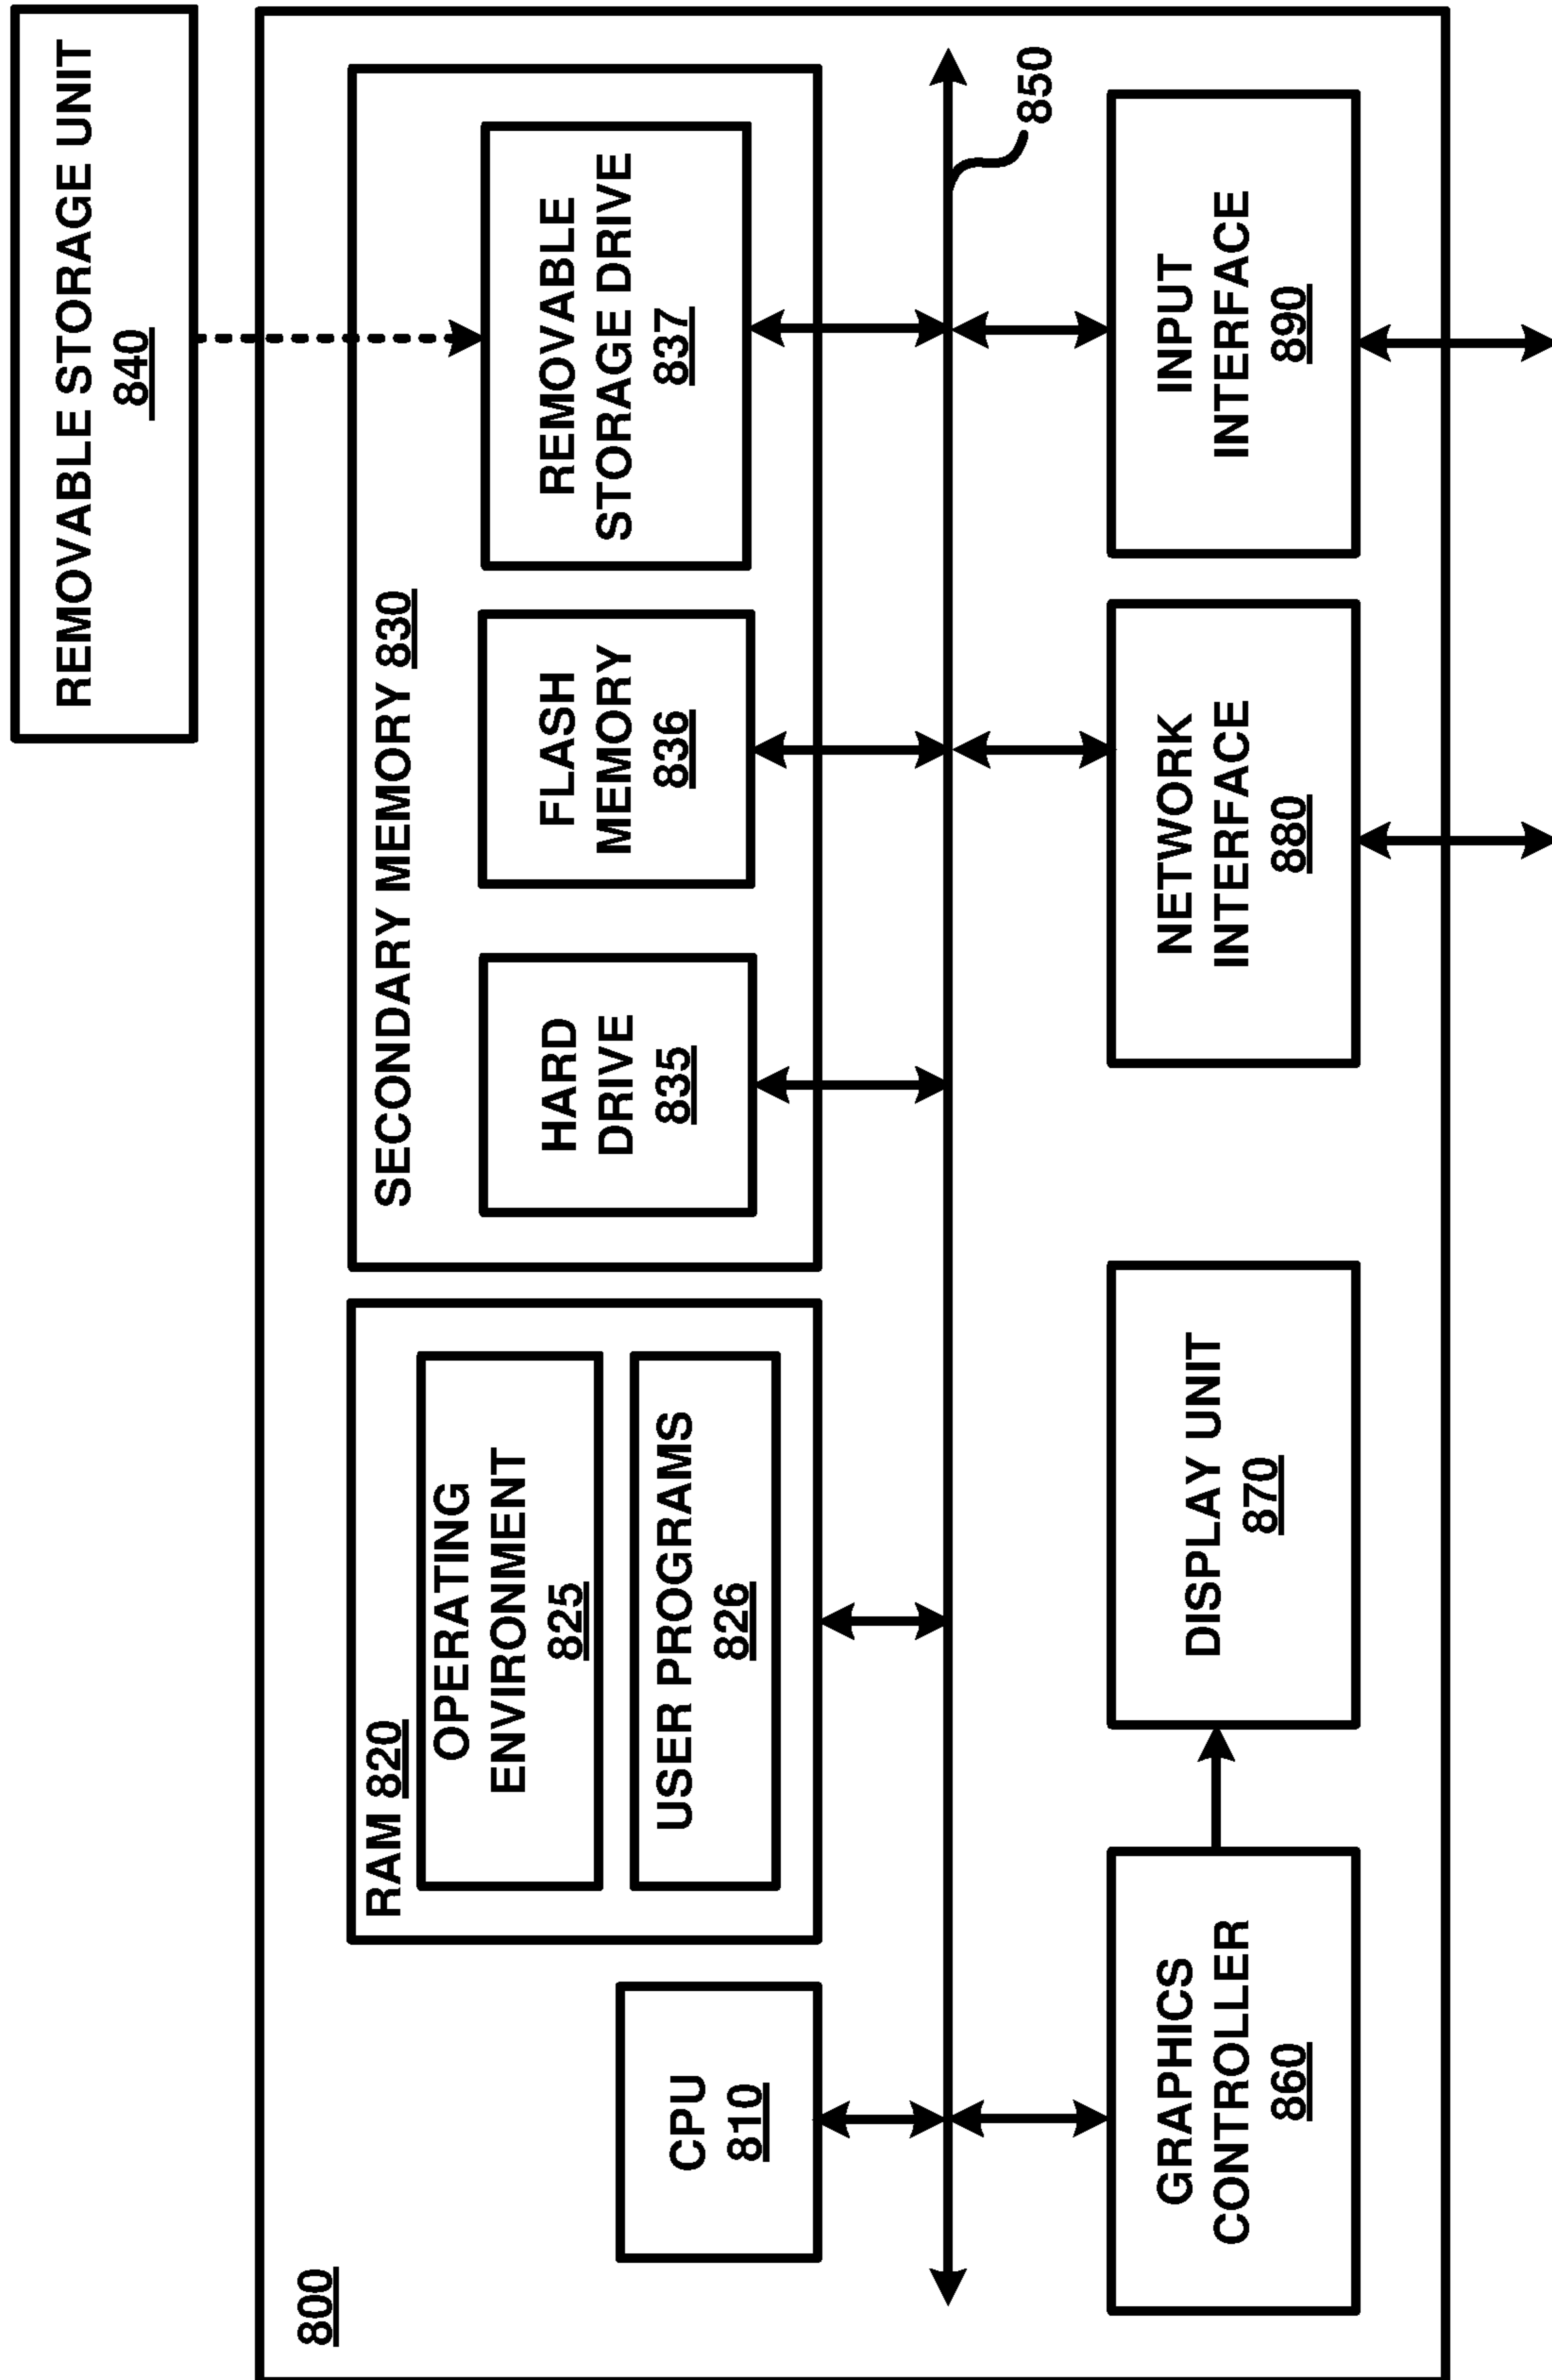 REMOVABLE STORAGE UNIT
840
800
RAM 820
OPERATING
ENVIRONMENT
825
USER PROGRAMS
826
SECONDARY MEMORY 830
HARD
DRIVE
835
FLASH
MEMORY
836
REMOVABLE
STORAGE DRIVE
837
CPU
810
850
GRAPHICS
CONTROLLER
860
DISPLAY UNIT
870
NETWORK
INTERFACE
880
INPUT
INTERFACE
890